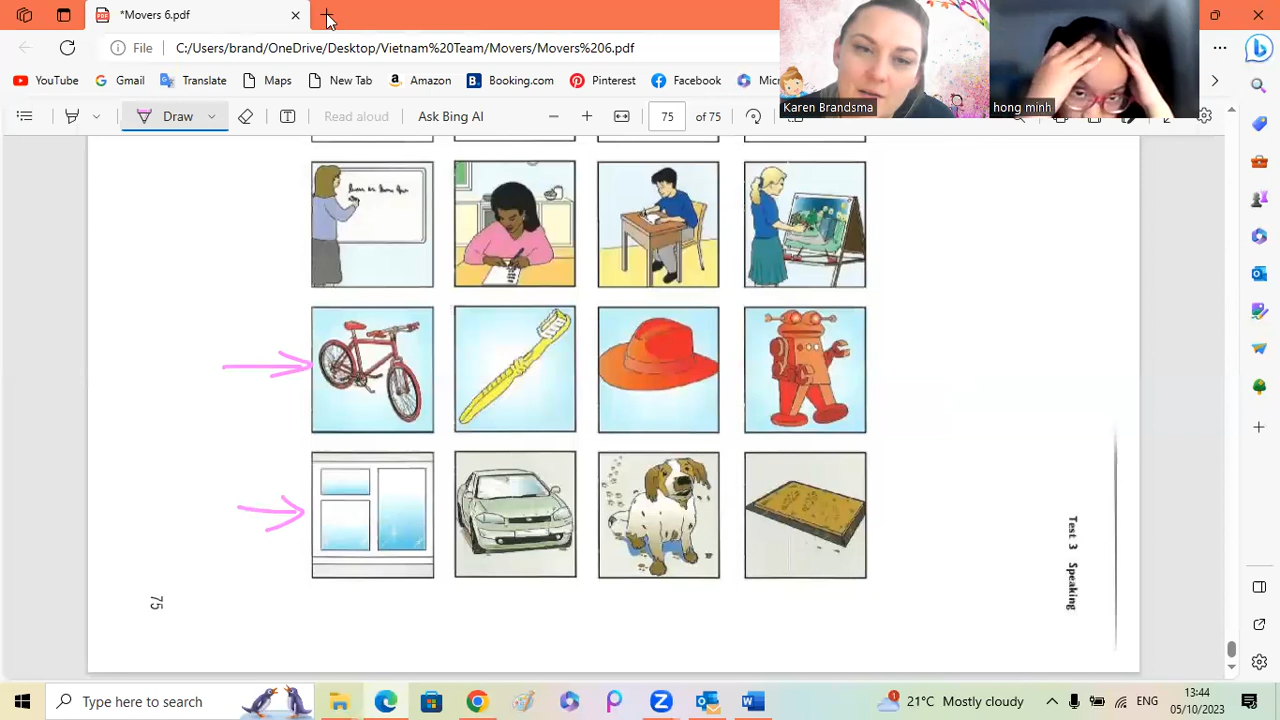 *Movers 6.pdf
File C:/Users/brand/OneDrive/Desktop/Vietnam%20Team/Movers/Movers%206.pdf
YouTube Gmail Translate Maps New Tab Amazon Booking.com Pinterest Facebook
Draw Read aloud Ask Bing AI 75 of 75
Karen Brandsma
hong minh
Test 3 Speaking
75
Type here to search
21°C Mostly cloudy
ENG
13:44
05/10/2023